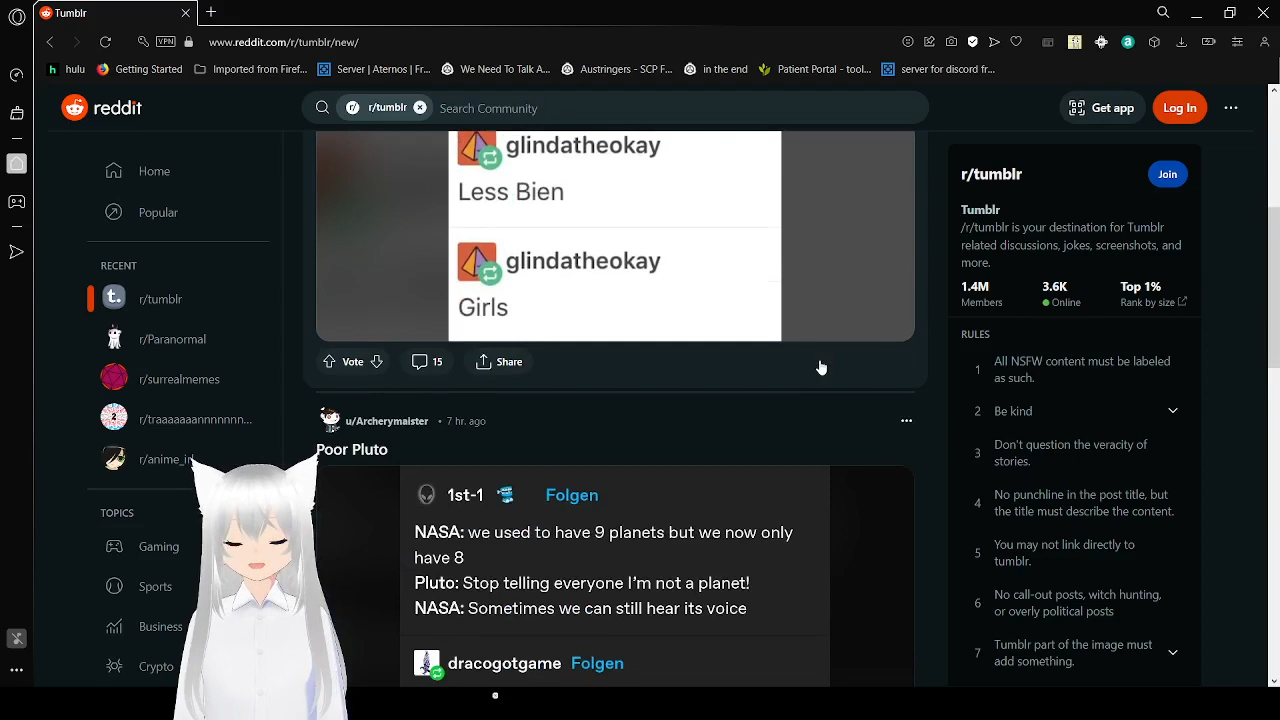 Tumblr
VPN
www.reddit.com/r/tumblr/new/
hulu
Getting Started
Imported from Firef...
Server | Aternos | Fr...
We Need To Talk A...
Austringers - SCP F...
in the end
Patient Portal - tool...
server for discord fr...
reddit
r/tumblr
Search Community
Get app
Log In
Home
Popular
RECENT
r/tumblr
r/Paranormal
r/surrealmemes
r/traaaaaaannnnnnn...
r/anime_ir
TOPICS
Gaming
Sports
Business
Crypto
glindatheokay
Less Bien
glindatheokay
Girls
Vote
15
Share
u/Archerymaister • 7 hr. ago
Poor Pluto
1st-1 Folgen
NASA: we used to have 9 planets but we now only
have 8
Pluto: Stop telling everyone I'm not a planet!
NASA: Sometimes we can still hear its voice
dracogotgame Folgen
r/tumblr
Join
Tumblr
/r/tumblr is your destination for Tumblr
related discussions, jokes, screenshots, and
more.
1.4M 3.6K Top 1%
Members Online Rank by size
RULES
1 All NSFW content must be labeled
as such.
2 Be kind
3 Don't question the veracity of
stories.
4 No punchline in the post title, but
the title must describe the content.
5 You may not link directly to
tumblr.
6 No call-out posts, witch hunting,
or overly political posts
7 Tumblr part of the image must
add something.